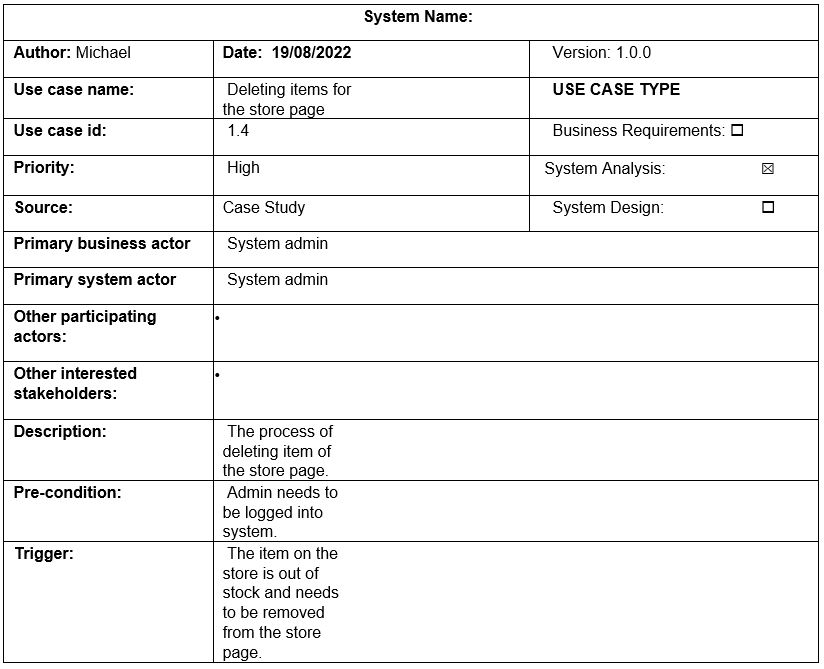 System Name:
Author: Michael
Date: 19/08/2022
Version: 1.0.0
Use case name:
Deleting items for
the store page
USE CASE TYPE
Use case id:
1.4
Business Requirements: ☐
Priority:
High
System Analysis: ☒
Source:
Case Study
System Design: ☐
Primary business actor
System admin
Primary system actor
System admin
Other participating
actors:
•
Other interested
stakeholders:
•
Description:
The process of
deleting item of
the store page.
Pre-condition:
Admin needs to
be logged into
system.
Trigger:
The item on the
store is out of
stock and needs
to be removed
from the store
page.